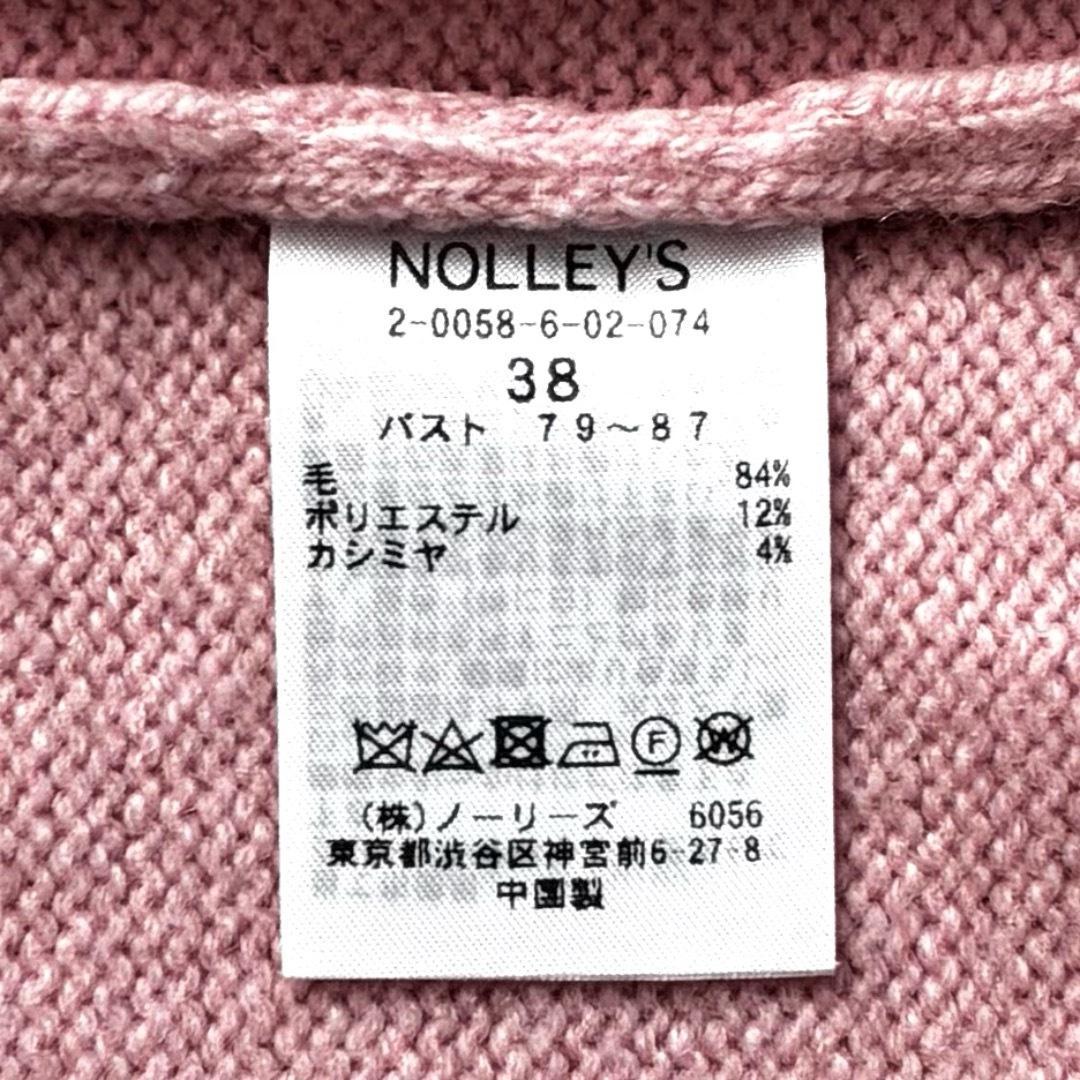 NOLLEY'S
2-0058-6-02-074
38
バスト 79～87
毛 84%
ポリエステル 12%
カシミヤ 4%
F W
(株)ノーリーズ 6056
東京都渋谷区神宮前6-27-8
中国製